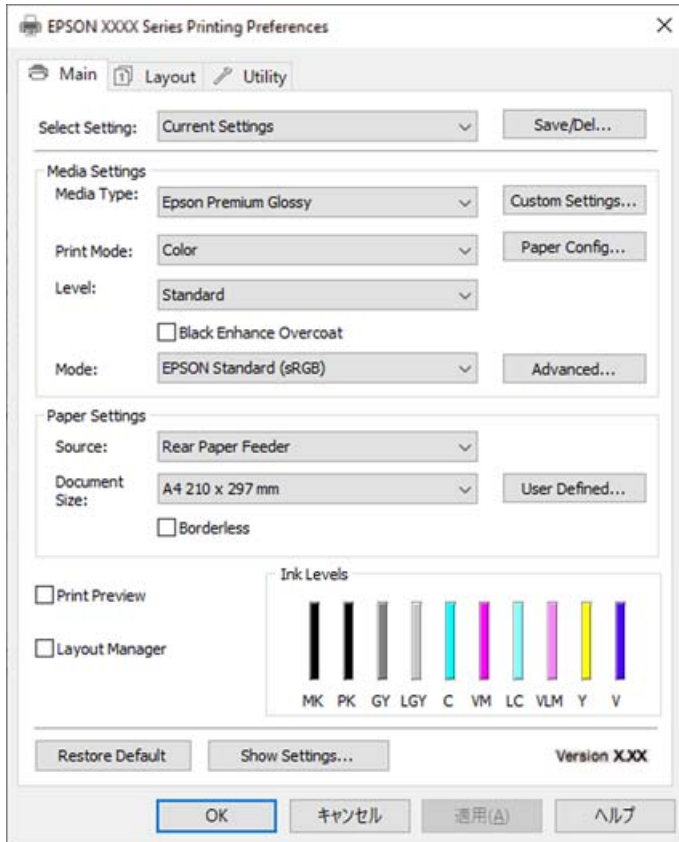 EPSON XXXX Series Printing Preferences
Main
Layout
Utility
Select Setting: Current Settings Save/Del...
Media Settings
Media Type: Epson Premium Glossy Custom Settings...
Print Mode: Color Paper Config...
Level: Standard
Black Enhance Overcoat
Mode: EPSON Standard (sRGB) Advanced...
Paper Settings
Source: Rear Paper Feeder
Document Size: A4 210 x 297 mm User Defined...
Borderless
Print Preview
Layout Manager
Ink Levels
MK PK GY LGY C VM LC VLM Y V
Restore Default Show Settings... Version X.XX
OK キャンセル 適用(A) ヘルプ